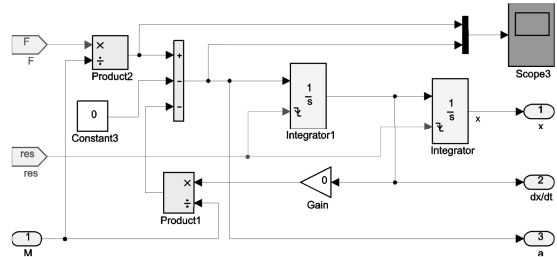 F
F
×
÷
Product2
+
−
−
0
Constant3
1
s
Integrator1
1
s
Integrator
x
Scope3
1
x
res
res
×
÷
Product1
0
Gain
2
dx/dt
1
M
3
a